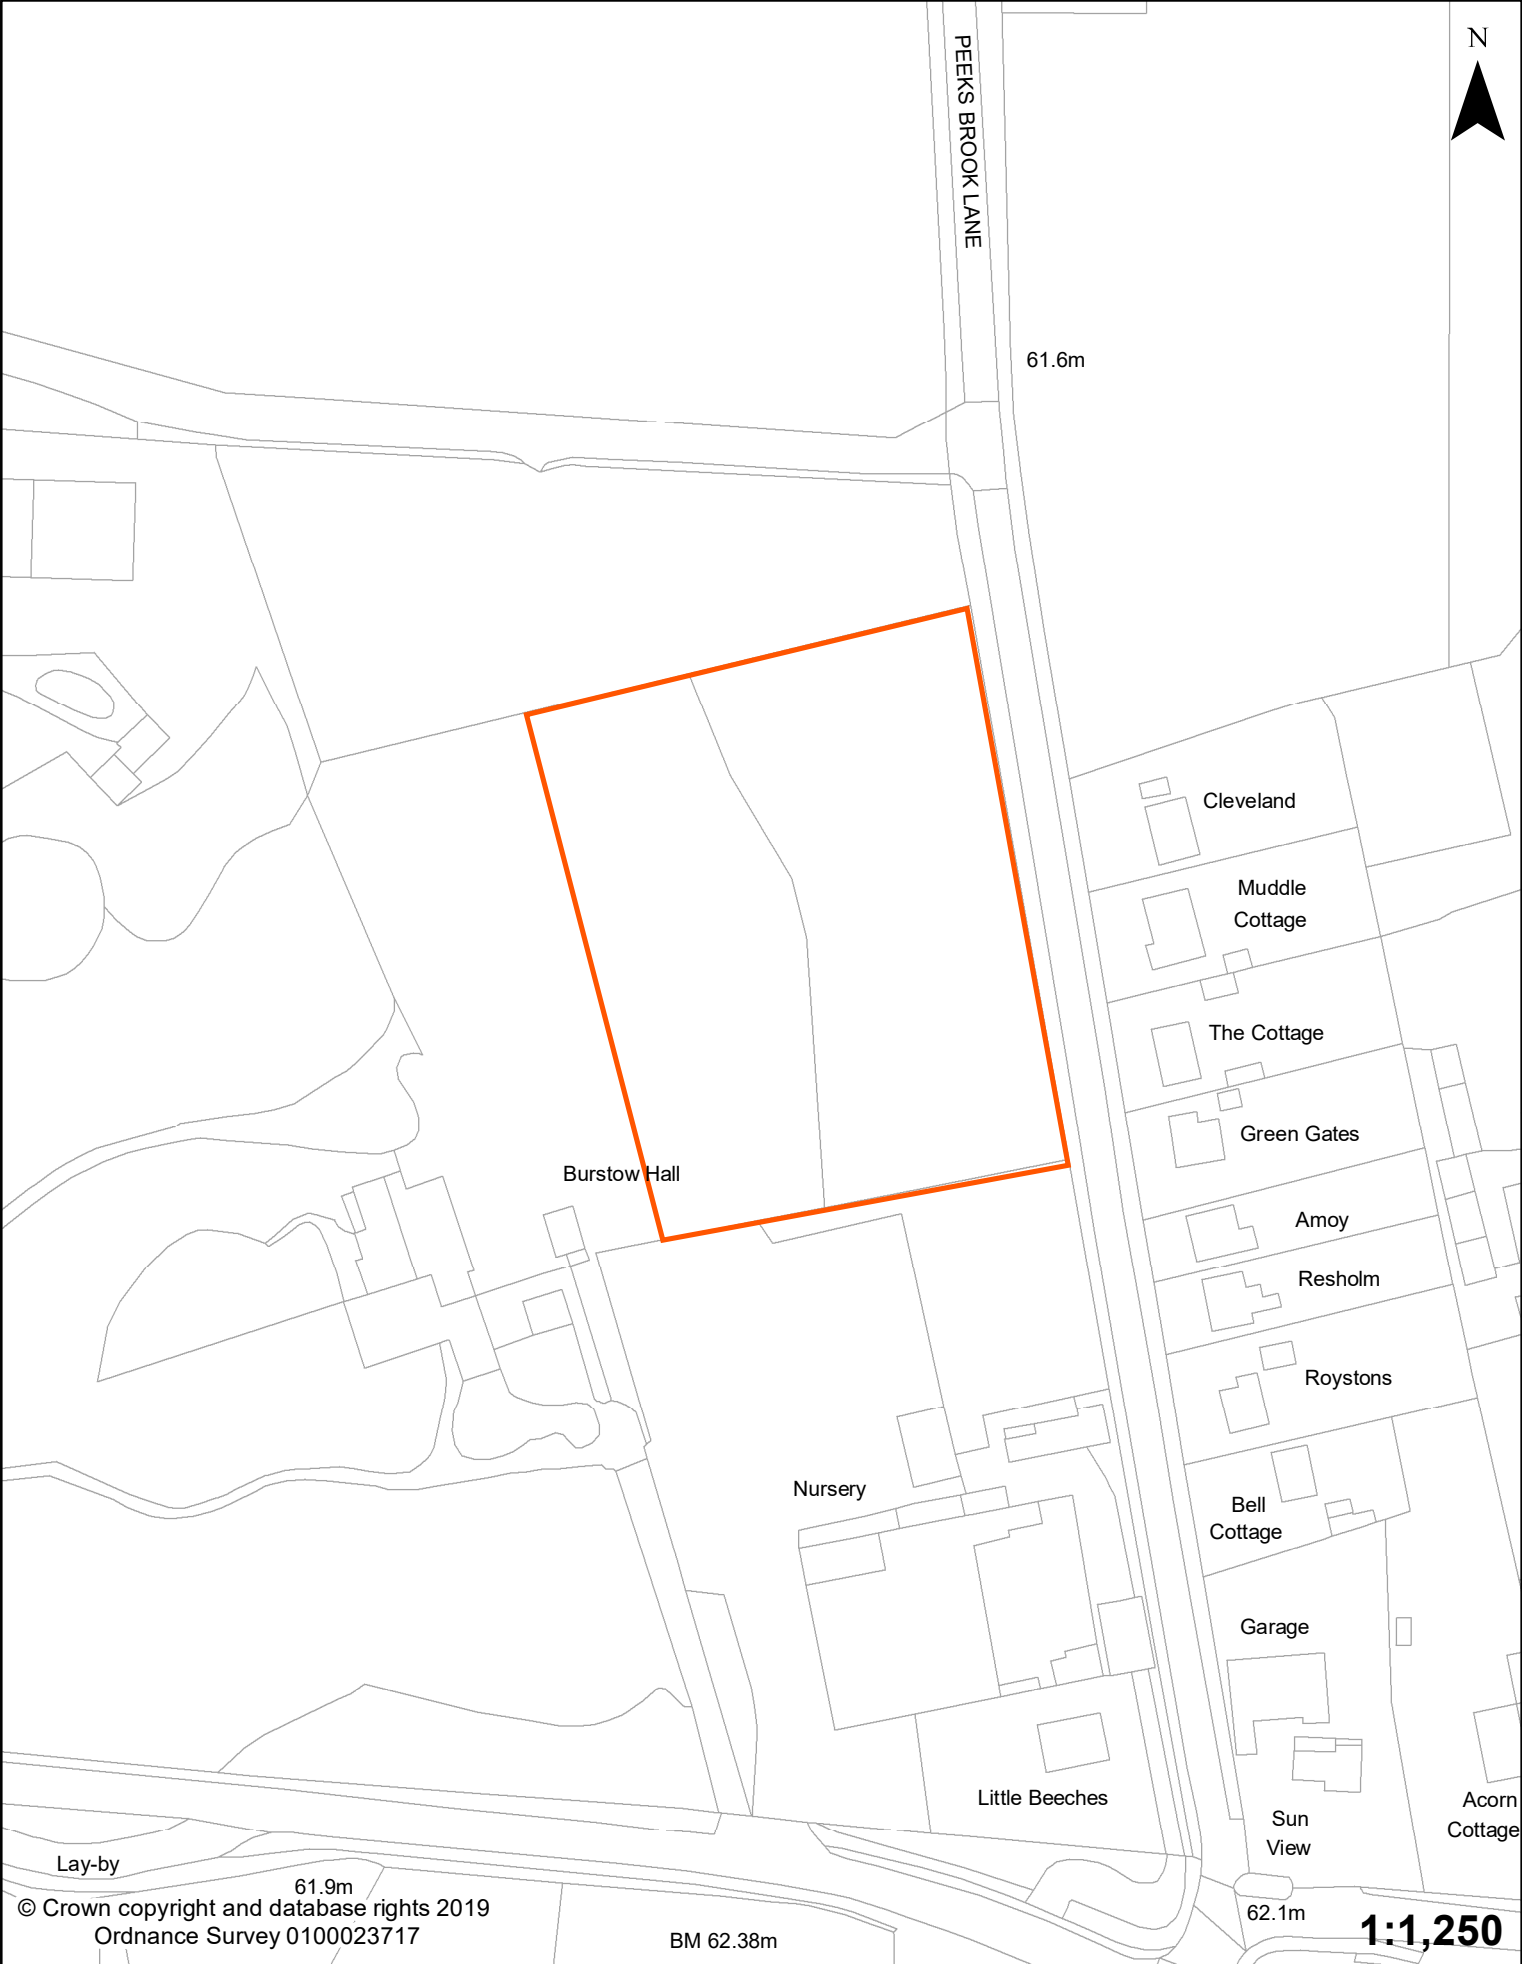 N
PEEKS BROOK LANE
61.6m
Cleveland
Muddle
Cottage
The Cottage
Green Gates
Burstow Hall
Amoy
Resholm
Roystons
Nursery
Bell
Cottage
Garage
Little Beeches
Sun
View
Acorn
Cottage
Lay-by
61.9m
© Crown copyright and database rights 2019
Ordnance Survey 0100023717
BM 62.38m
62.1m
1:1,250